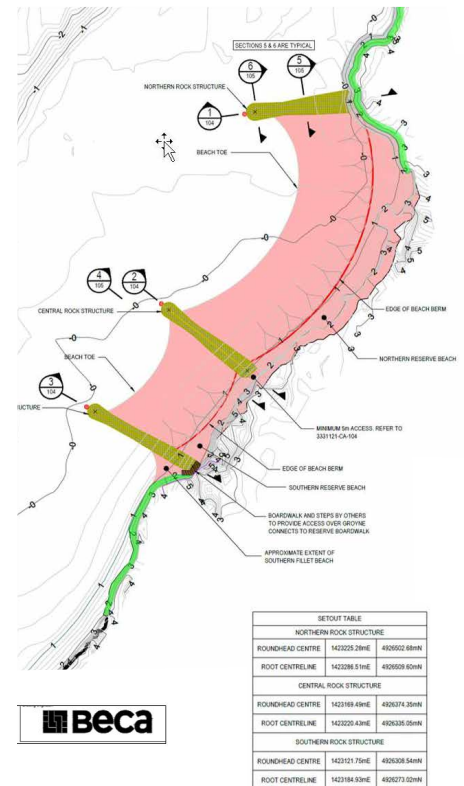 SECTIONS 5 & 6 ARE TYPICAL
6
105
5
105
NORTHERN ROCK STRUCTURE
1
104
BEACH TOE
4
105
2
104
CENTRAL ROCK STRUCTURE
EDGE OF BEACH BERM
NORTHERN RESERVE BEACH
BEACH TOE
3
104
UCTURE
MINIMUM 5m ACCESS. REFER TO
3331121-CA-104
EDGE OF BEACH BERM
SOUTHERN RESERVE BEACH
BOARDWALK AND STEPS BY OTHERS
TO PROVIDE ACCESS OVER GROYNE
CONNECTS TO RESERVE BOARDWALK
APPROXIMATE EXTENT OF
SOUTHERN FILLET BEACH
SETOUT TABLE
NORTHERN ROCK STRUCTURE
ROUNDHEAD CENTRE 1423225.28mE 4926502.68mN
ROOT CENTRELINE 1423286.51mE 4926509.60mN
CENTRAL ROCK STRUCTURE
ROUNDHEAD CENTRE 1423169.49mE 4926374.35mN
ROOT CENTRELINE 1423220.43mE 4926335.05mN
SOUTHERN ROCK STRUCTURE
ROUNDHEAD CENTRE 1423121.75mE 4926308.54mN
ROOT CENTRELINE 1423184.93mE 4926273.02mN
Beca